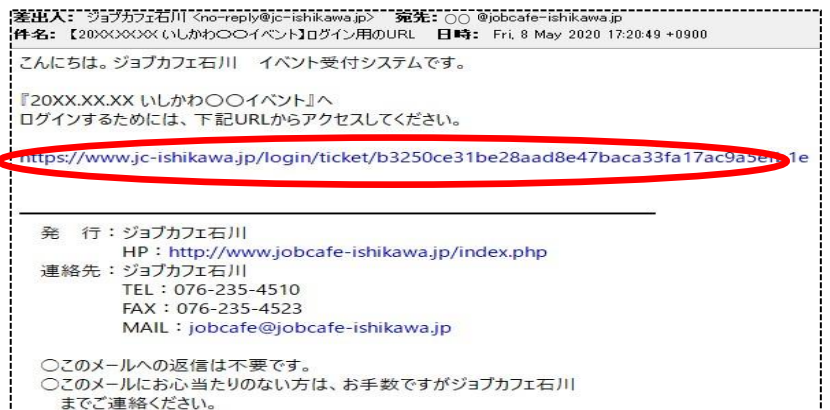 差出人： ジョブカフェ石川 <no-reply@jc-ishikawa.jp> 宛先：○○ @jobcafe-ishikawa.jp
件名：【20XX.XX.XX いしかわ○○イベント】ログイン用のURL 日時： Fri, 8 May 2020 17:20:49 +0900
こんにちは。ジョブカフェ石川　イベント受付システムです。
『20XX.XX.XX いしかわ○○イベント』へ
ログインするためには、下記URLからアクセスしてください。
https://www.jc-ishikawa.jp/login/ticket/
発　行：ジョブカフェ石川
HP：http://www.jobcafe-ishikawa.jp/index.php
連絡先：ジョブカフェ石川
TEL：076-235-4510
FAX：076-235-4523
MAIL：jobcafe@jobcafe-ishikawa.jp
○このメールへの返信は不要です。
○このメールにお心当たりのない方は、お手数ですがジョブカフェ石川
までご連絡ください。